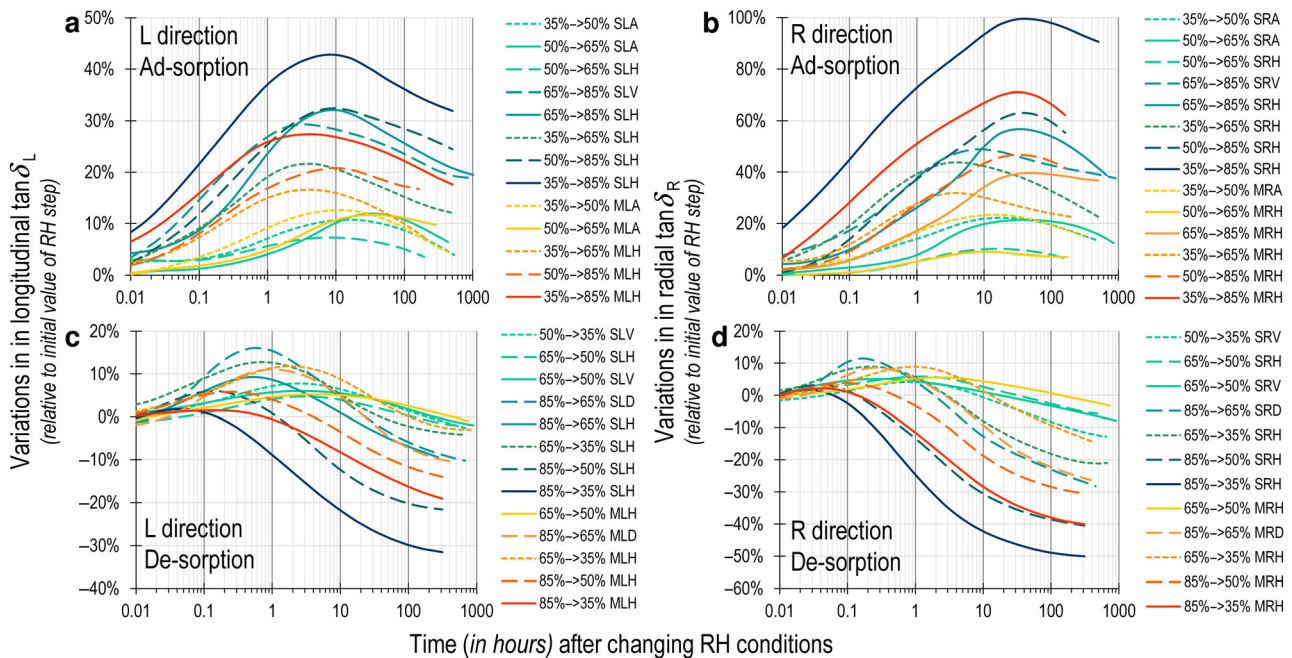 Variations in in longitudinal tanδL
(relative to initial value of RH step)
a
L direction
Ad-sorption
50%
40%
30%
20%
10%
0%
0.01
0.1
1
10
100
1000
35%–>50% SLA
50%–>65% SLA
50%–>65% SLH
65%–>85% SLV
65%–>85% SLH
35%–>65% SLH
50%–>85% SLH
35%–>85% SLH
35%–>50% MLA
50%–>65% MLA
35%–>65% MLH
50%–>85% MLH
35%–>85% MLH
Variations in in radial tanδR
(relative to initial value of RH step)
b
R direction
Ad-sorption
100%
80%
60%
40%
20%
0%
0.01
0.1
1
10
100
1000
35%–>50% SRA
50%–>65% SRA
50%–>65% SRH
65%–>85% SRV
65%–>85% SRH
35%–>65% SRH
50%–>85% SRH
35%–>85% SRH
35%–>50% MRA
50%–>65% MRH
65%–>85% MRH
35%–>65% MRH
50%–>85% MRH
35%–>85% MRH
c
L direction
De-sorption
20%
10%
0%
–10%
–20%
–30%
–40%
0.01
0.1
1
10
100
1000
50%–>35% SLV
65%–>50% SLH
65%–>50% SLV
85%–>65% SLD
85%–>65% SLH
65%–>35% SLH
85%–>50% SLH
85%–>35% SLH
65%–>50% MLH
85%–>65% MLD
65%–>35% MLH
85%–>50% MLH
85%–>35% MLH
d
R direction
De-sorption
20%
10%
0%
–10%
–20%
–30%
–40%
–50%
–60%
0.01
0.1
1
10
100
1000
50%–>35% SRV
65%–>50% SRH
65%–>50% SRV
85%–>65% SRD
65%–>35% SRH
85%–>50% SRH
85%–>35% SRH
65%–>50% MRH
85%–>65% MRD
65%–>35% MRH
85%–>50% MRH
85%–>35% MRH
Time (in hours) after changing RH conditions